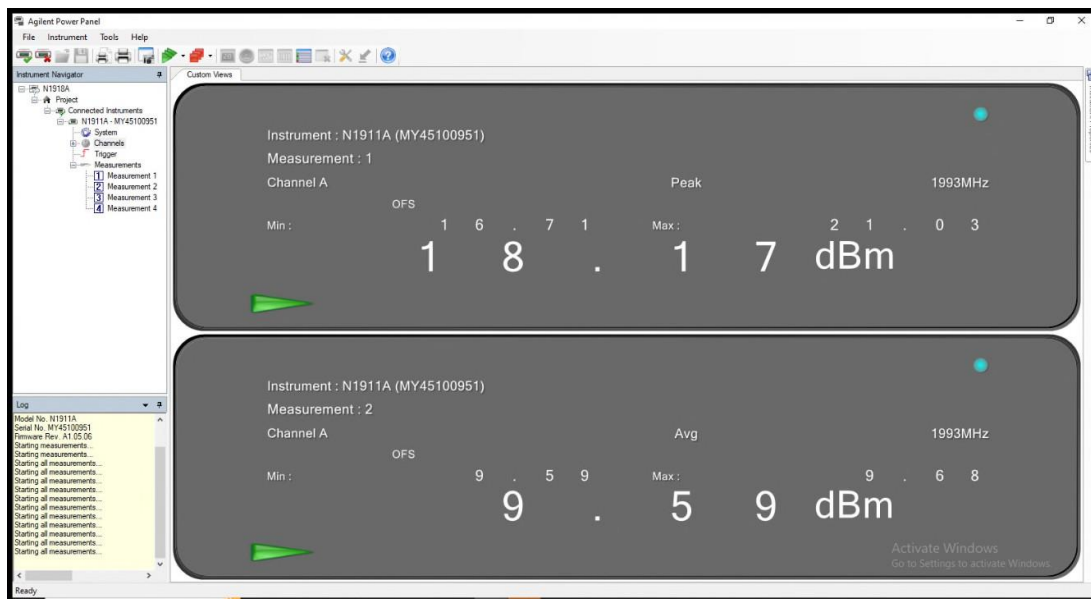 Agilent Power Panel
File Instrument Tools Help
Instrument Navigator
N1918A
Project
Connected Instruments
N1911A - MY45100951
System
Channels
Trigger
Measurements
1 Measurement 1
2 Measurement 2
3 Measurement 3
4 Measurement 4
Log
Model No. N1911A
Serial No. MY45100951
Firmware Rev. A1.05.06
Starting measurements...
Starting measurements...
Starting all measurements...
Starting all measurements...
Starting all measurements...
Starting all measurements...
Starting all measurements...
Starting all measurements...
Starting all measurements...
Starting all measurements...
Starting all measurements...
Starting all measurements...
Starting all measurements...
Ready
Custom Views
Instrument : N1911A (MY45100951)
Measurement : 1
Channel A Peak 1993MHz
OFS
Min : 16.71 Max : 21.03
18.17 dBm
Instrument : N1911A (MY45100951)
Measurement : 2
Channel A Avg 1993MHz
OFS
Min : 9.59 Max : 9.68
9.59 dBm
Activate Windows
Go to Settings to activate Windows.